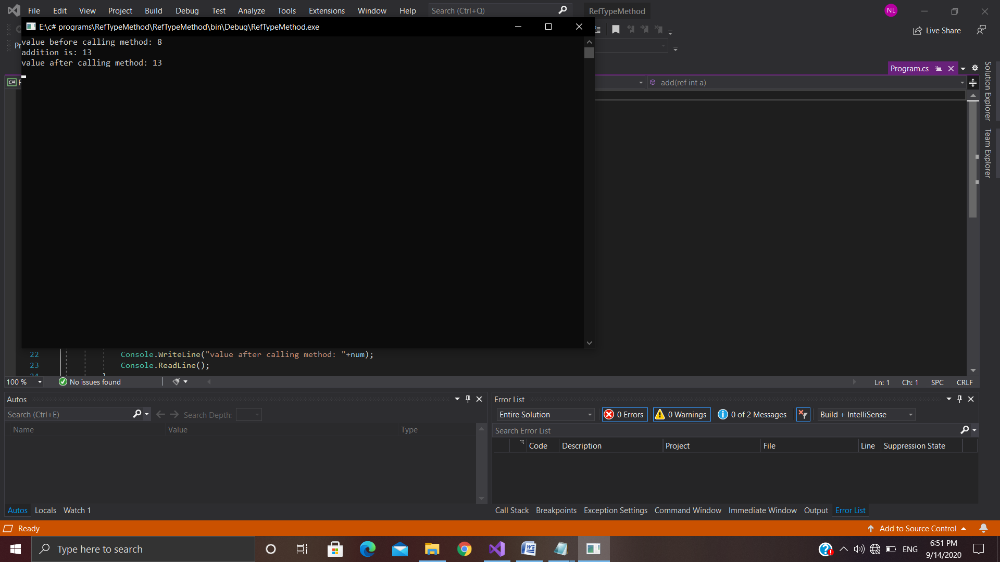 File Edit View Project Build Debug Test Analyze Tools Extensions Window Help Search (Ctrl+Q) RefTypeMethod NL
E:\c# programs\RefTypeMethod\RefTypeMethod\bin\Debug\RefTypeMethod.exe
Live Share
value before calling method: 8
addition is: 13
value after calling method: 13
Program.cs
add(ref int a)
Solution Explorer
Team Explorer
22 Console.WriteLine("value after calling method: "+num);
23 Console.ReadLine();
24 }
100 % No issues found Ln: 1 Ch: 1 SPC CRLF
Autos
Search (Ctrl+E) Search Depth:
Name Value Type
Autos Locals Watch 1
Error List
Entire Solution 0 Errors 0 Warnings 0 of 2 Messages Build + IntelliSense
Search Error List
Code Description Project File Line Suppression State
Call Stack Breakpoints Exception Settings Command Window Immediate Window Output Error List
Ready Add to Source Control
Type here to search ENG 6:51 PM
9/14/2020